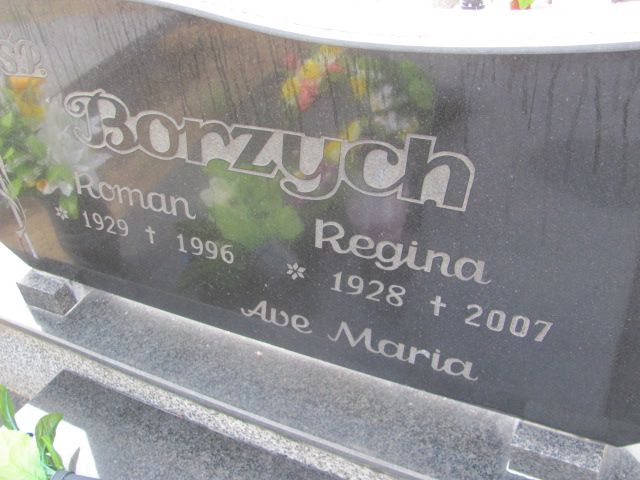 Borzych
Roman
* 1929 † 1996
Regina
* 1928 † 2007
Ave Maria